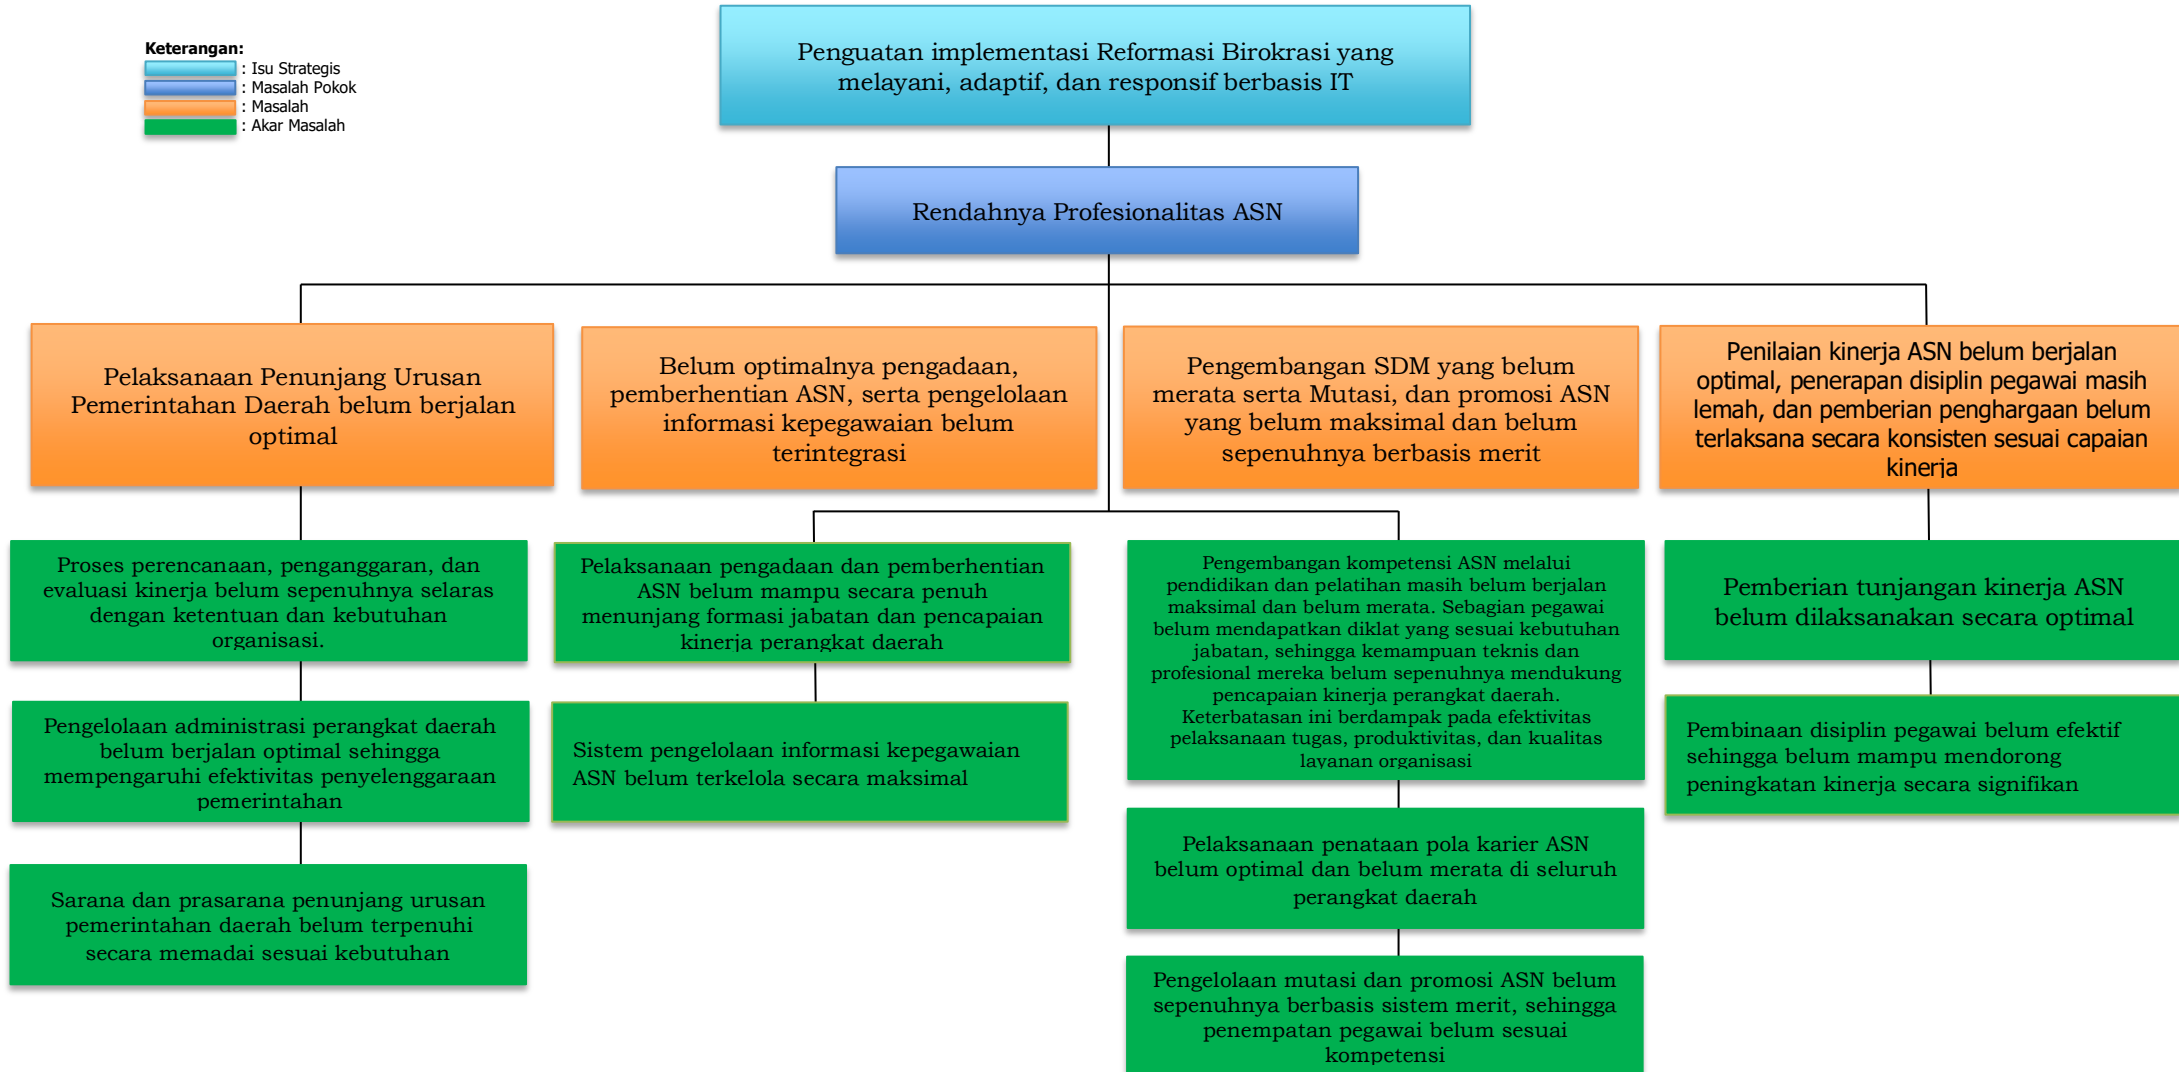 Keterangan:
: Isu Strategis
: Masalah Pokok
: Masalah
: Akar Masalah
Penguatan implementasi Reformasi Birokrasi yang
melayani, adaptif, dan responsif berbasis IT
Rendahnya Profesionalitas ASN
Pelaksanaan Penunjang Urusan
Pemerintahan Daerah belum berjalan
optimal
Belum optimalnya pengadaan,
pemberhentian ASN, serta pengelolaan
informasi kepegawaian belum
terintegrasi
Pengembangan SDM yang belum
merata serta Mutasi, dan promosi ASN
yang belum maksimal dan belum
sepenuhnya berbasis merit
Penilaian kinerja ASN belum berjalan
optimal, penerapan disiplin pegawai masih
lemah, dan pemberian penghargaan belum
terlaksana secara konsisten sesuai capaian
kinerja
Proses perencanaan, penganggaran, dan
evaluasi kinerja belum sepenuhnya selaras
dengan ketentuan dan kebutuhan
organisasi.
Pengelolaan administrasi perangkat daerah
belum berjalan optimal sehingga
mempengaruhi efektivitas penyelenggaraan
pemerintahan
Sarana dan prasarana penunjang urusan
pemerintahan daerah belum terpenuhi
secara memadai sesuai kebutuhan
Pelaksanaan pengadaan dan pemberhentian
ASN belum mampu secara penuh
menunjang formasi jabatan dan pencapaian
kinerja perangkat daerah
Sistem pengelolaan informasi kepegawaian
ASN belum terkelola secara maksimal
Pengembangan kompetensi ASN melalui
pendidikan dan pelatihan masih belum berjalan
maksimal dan belum merata. Sebagian pegawai
belum mendapatkan diklat yang sesuai kebutuhan
jabatan, sehingga kemampuan teknis dan
profesional mereka belum sepenuhnya mendukung
pencapaian kinerja perangkat daerah.
Keterbatasan ini berdampak pada efektivitas
pelaksanaan tugas, produktivitas, dan kualitas
layanan organisasi
Pelaksanaan penataan pola karier ASN
belum optimal dan belum merata di seluruh
perangkat daerah
Pengelolaan mutasi dan promosi ASN belum
sepenuhnya berbasis sistem merit, sehingga
penempatan pegawai belum sesuai
kompetensi
Pemberian tunjangan kinerja ASN
belum dilaksanakan secara optimal
Pembinaan disiplin pegawai belum efektif
sehingga belum mampu mendorong
peningkatan kinerja secara signifikan